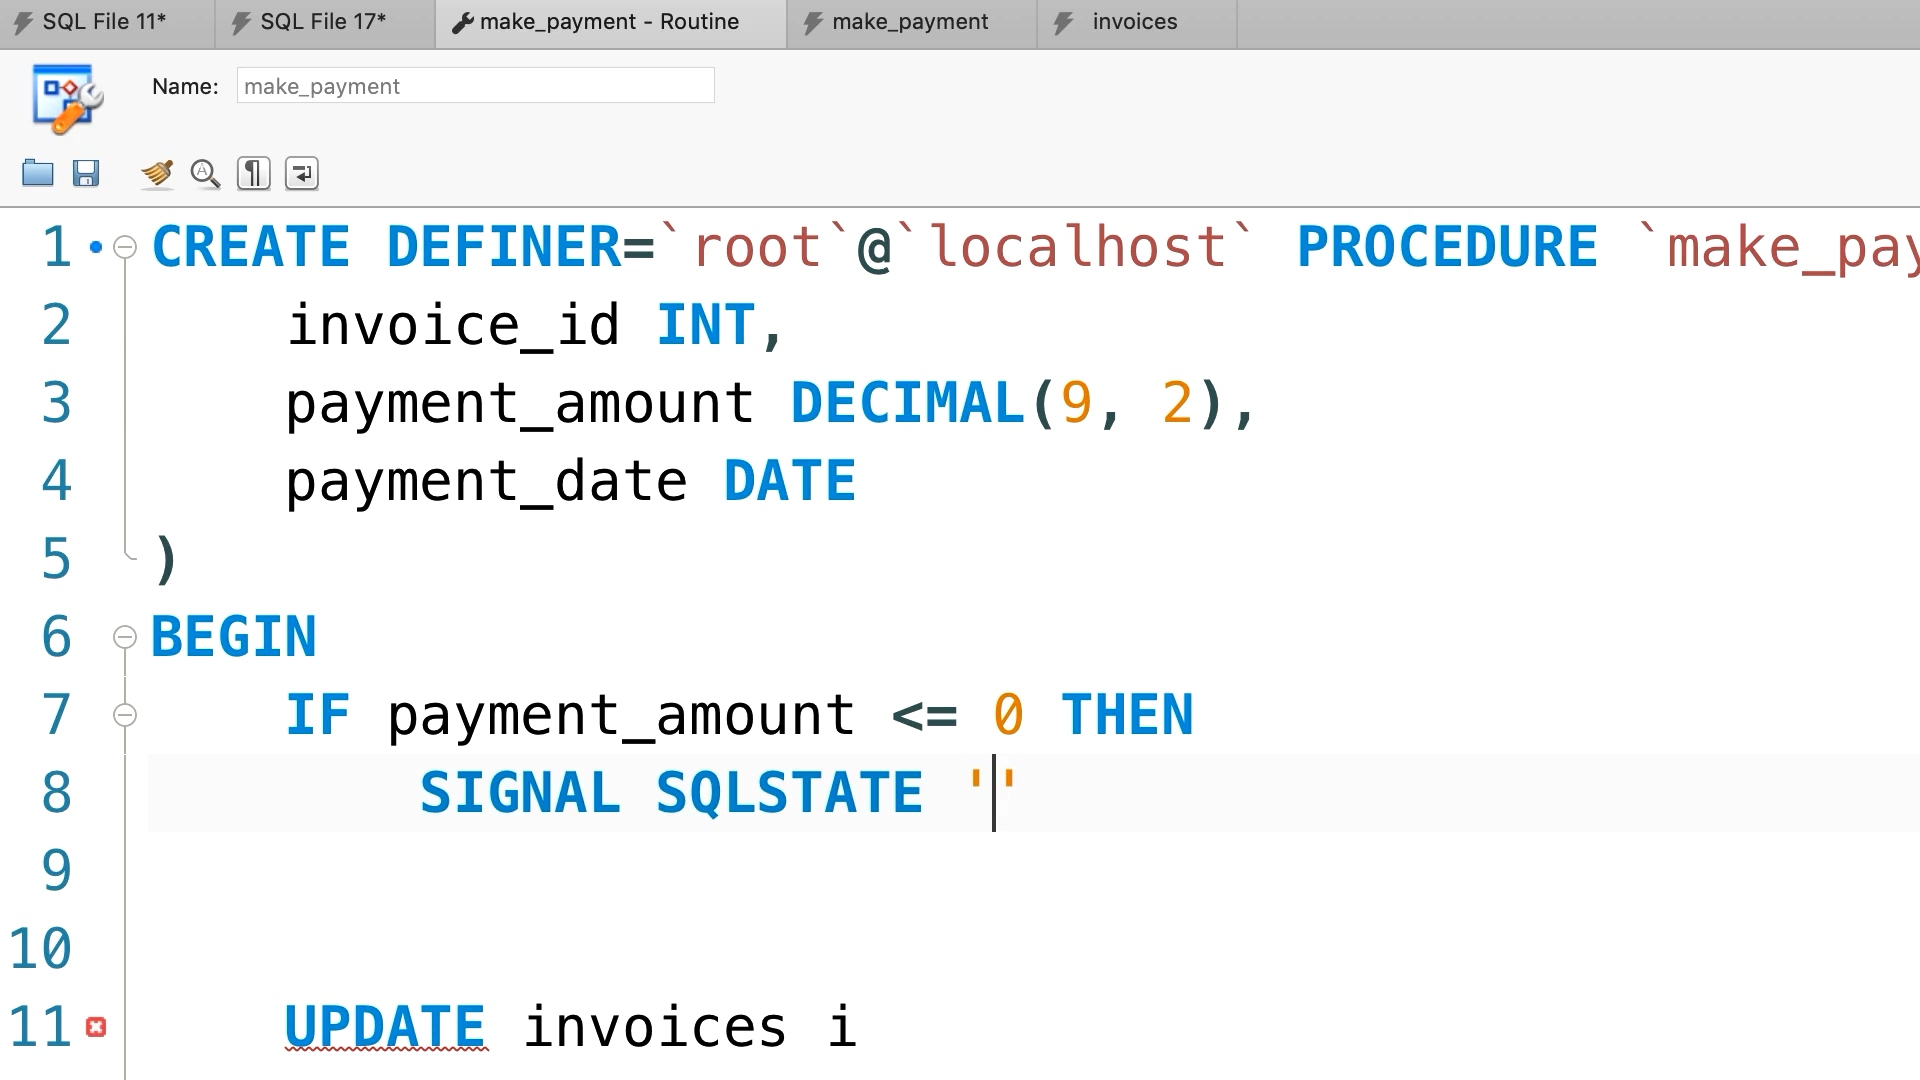 SQL File 11* SQL File 17* make_payment - Routine make_payment invoices
Name: make_payment
1 CREATE DEFINER=`root`@`localhost` PROCEDURE `make_pay
2 invoice_id INT,
3 payment_amount DECIMAL(9, 2),
4 payment_date DATE
5 )
6 BEGIN
7 IF payment_amount <= 0 THEN
8 SIGNAL SQLSTATE ''
9
10
11 UPDATE invoices i